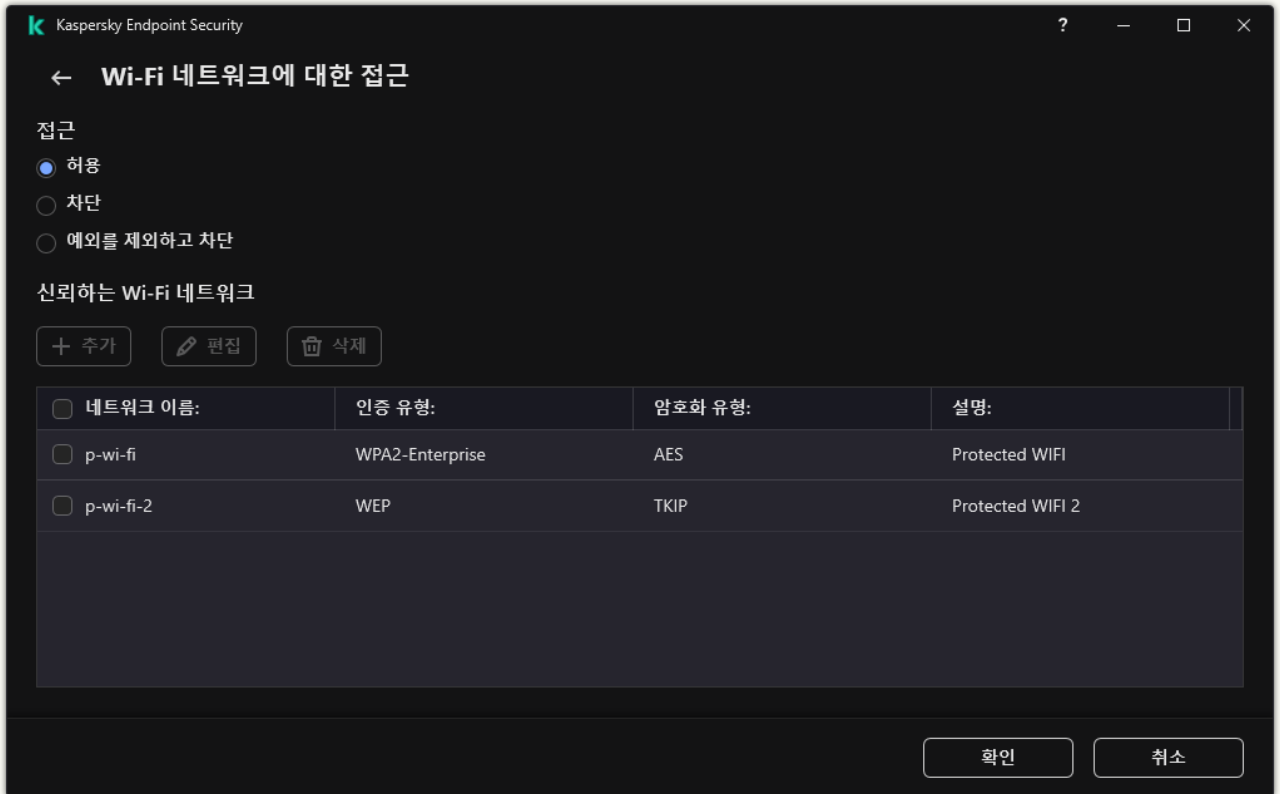 Kaspersky Endpoint Security
Wi-Fi 네트워크에 대한 접근
접근
허용
차단
예외를 제외하고 차단
신뢰하는 Wi-Fi 네트워크
추가 편집 삭제
네트워크 이름: 인증 유형: 암호화 유형: 설명:
p-wi-fi WPA2-Enterprise AES Protected WIFI
p-wi-fi-2 WEP TKIP Protected WIFI 2
확인 취소